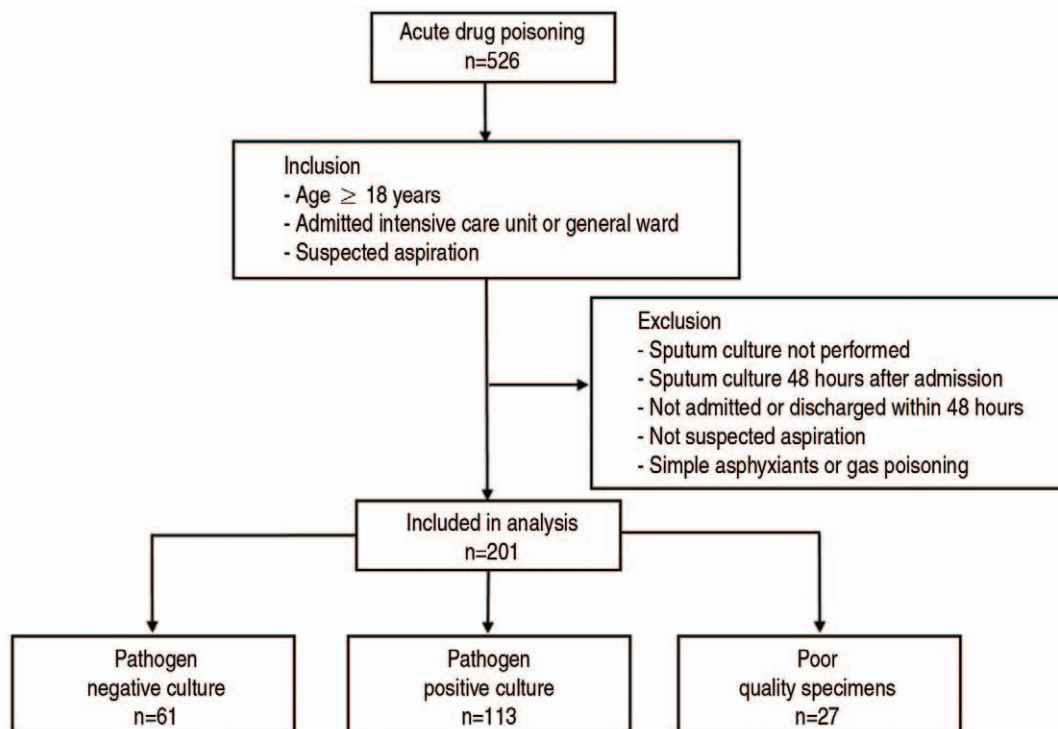 Acute drug poisoning
n=526
Inclusion
- Age ≥ 18 years
- Admitted intensive care unit or general ward
- Suspected aspiration
Exclusion
- Sputum culture not performed
- Sputum culture 48 hours after admission
- Not admitted or discharged within 48 hours
- Not suspected aspiration
- Simple asphyxiants or gas poisoning
Included in analysis
n=201
Pathogen
negative culture
n=61
Pathogen
positive culture
n=113
Poor
quality specimens
n=27